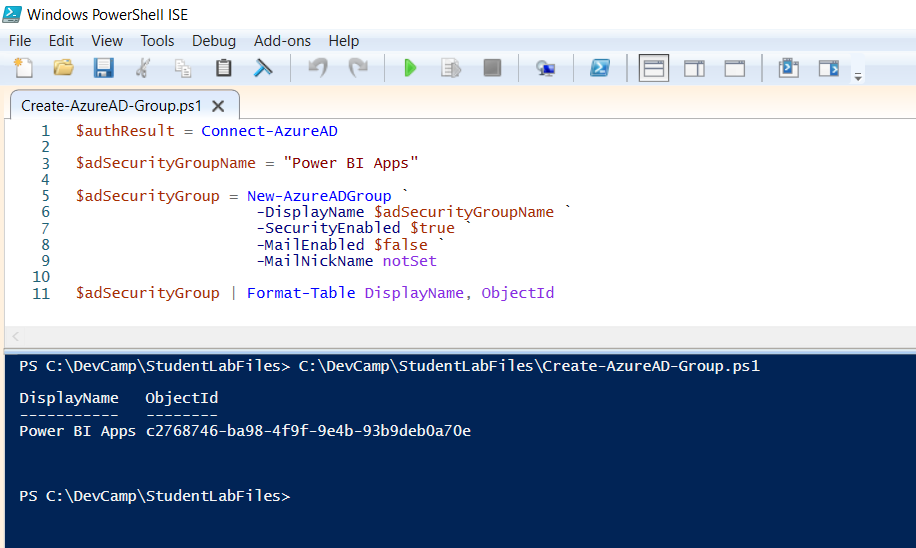 Windows PowerShell ISE
File Edit View Tools Debug Add-ons Help
Create-AzureAD-Group.ps1
1 $authResult = Connect-AzureAD
2
3 $adSecurityGroupName = "Power BI Apps"
4
5 $adSecurityGroup = New-AzureADGroup `
6 -DisplayName $adSecurityGroupName `
7 -SecurityEnabled $true `
8 -MailEnabled $false `
9 -MailNickName notSet
10
11 $adSecurityGroup | Format-Table DisplayName, ObjectId
PS C:\DevCamp\StudentLabFiles> C:\DevCamp\StudentLabFiles\Create-AzureAD-Group.ps1
DisplayName ObjectId
----------- --------
Power BI Apps c2768746-ba98-4f9f-9e4b-93b9deb0a70e
PS C:\DevCamp\StudentLabFiles>